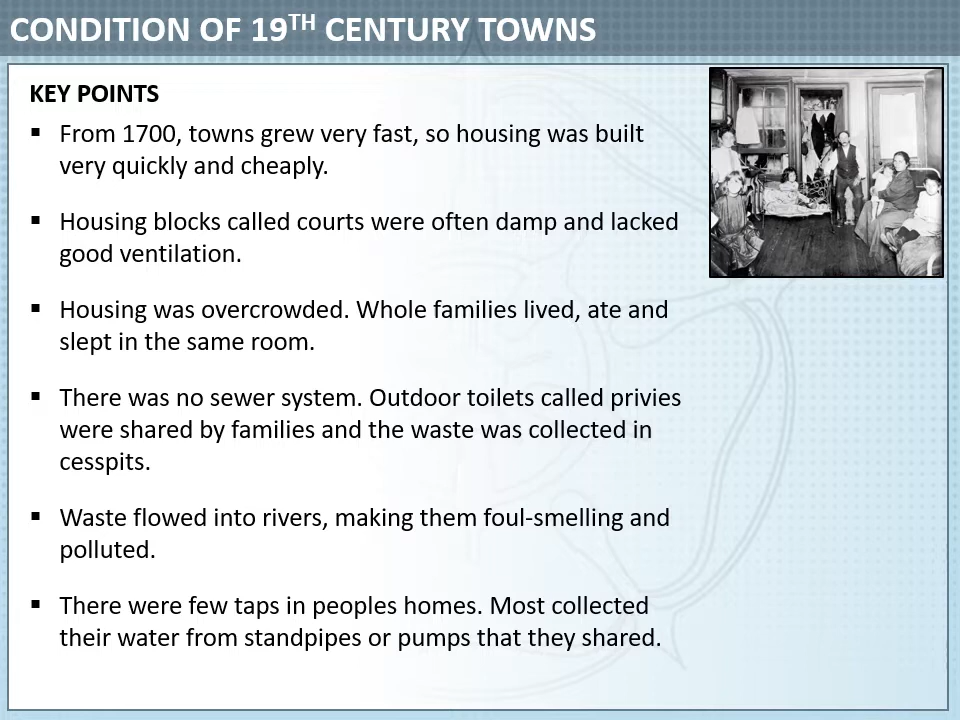 CONDITION OF 19TH CENTURY TOWNS
KEY POINTS
▪ From 1700, towns grew very fast, so housing was built
very quickly and cheaply.
▪ Housing blocks called courts were often damp and lacked
good ventilation.
▪ Housing was overcrowded. Whole families lived, ate and
slept in the same room.
▪ There was no sewer system. Outdoor toilets called privies
were shared by families and the waste was collected in
cesspits.
▪ Waste flowed into rivers, making them foul-smelling and
polluted.
▪ There were few taps in peoples homes. Most collected
their water from standpipes or pumps that they shared.